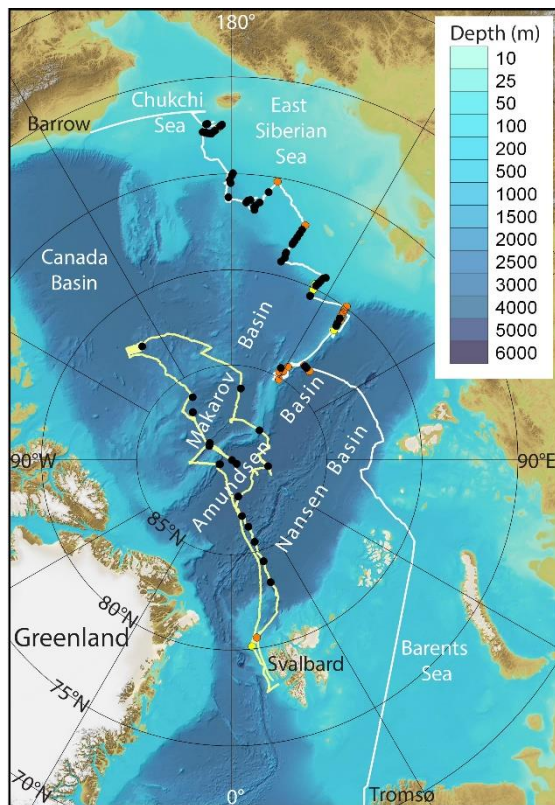 180°
Depth (m)
10
25
50
100
200
500
1000
1500
2000
2500
3000
4000
5000
6000
Chukchi
Sea
East
Siberian
Sea
Barrow
Canada
Basin
Makarov Basin
Amundsen Basin
Nansen Basin
90°W
90°E
85°N
80°N
75°N
70°N
Greenland
Svalbard
Barents
Sea
0°
Tromsø